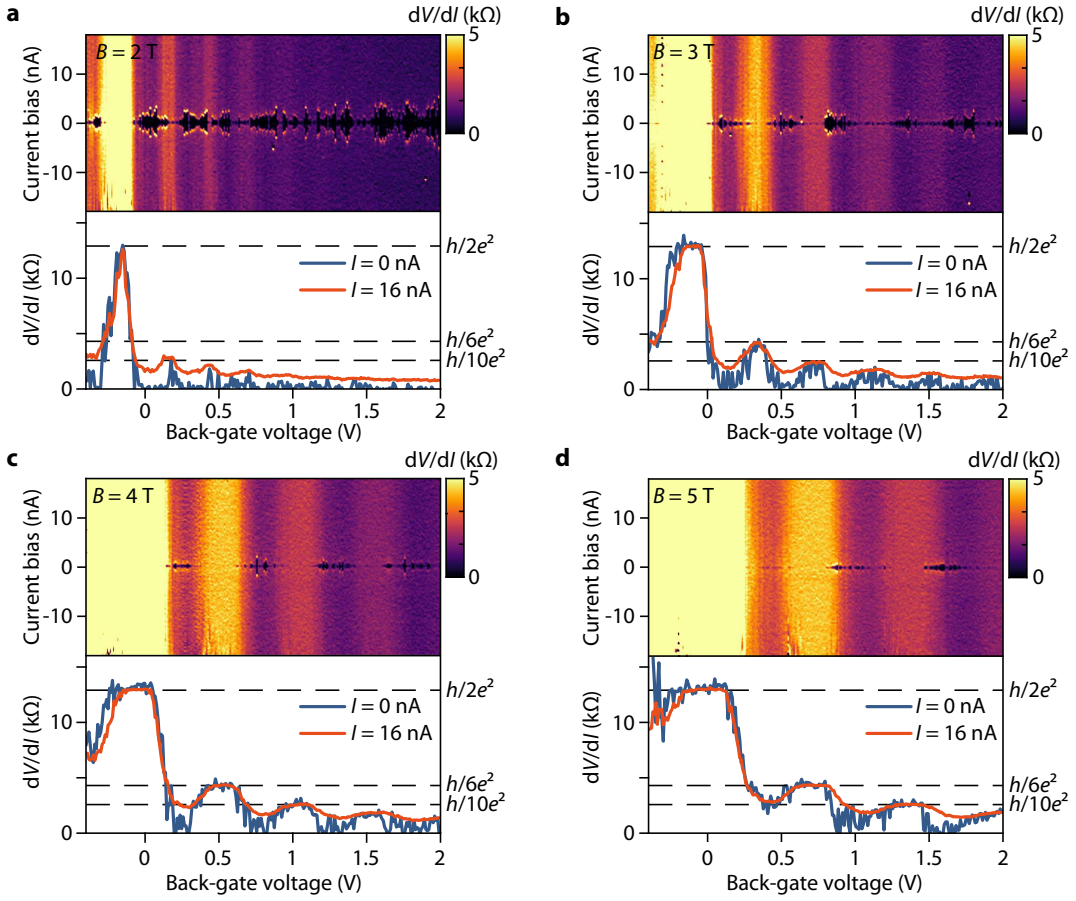 a
dV/dI (kΩ)
B = 2 T
5
0
Current bias (nA)
10
0
-10
dV/dI (kΩ)
10
0
h/2e²
h/6e²
h/10e²
I = 0 nA
I = 16 nA
0 0.5 1 1.5 2
Back-gate voltage (V)
b
dV/dI (kΩ)
B = 3 T
5
0
Current bias (nA)
10
0
-10
dV/dI (kΩ)
10
0
h/2e²
h/6e²
h/10e²
I = 0 nA
I = 16 nA
0 0.5 1 1.5 2
Back-gate voltage (V)
c
dV/dI (kΩ)
B = 4 T
5
0
Current bias (nA)
10
0
-10
dV/dI (kΩ)
10
0
h/2e²
h/6e²
h/10e²
I = 0 nA
I = 16 nA
0 0.5 1 1.5 2
Back-gate voltage (V)
d
dV/dI (kΩ)
B = 5 T
5
0
Current bias (nA)
10
0
-10
dV/dI (kΩ)
10
0
h/2e²
h/6e²
h/10e²
I = 0 nA
I = 16 nA
0 0.5 1 1.5 2
Back-gate voltage (V)